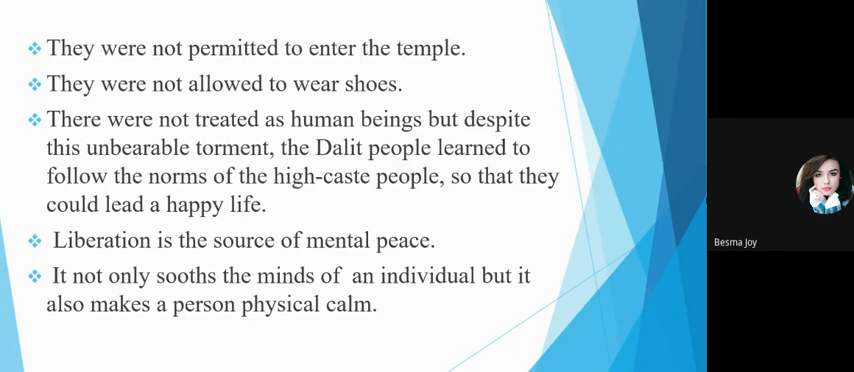 They were not permitted to enter the temple.
They were not allowed to wear shoes.
There were not treated as human beings but despite
this unbearable torment, the Dalit people learned to
follow the norms of the high-caste people, so that they
could lead a happy life.
Liberation is the source of mental peace.
It not only sooths the minds of an individual but it
also makes a person physical calm.
Besma Joy